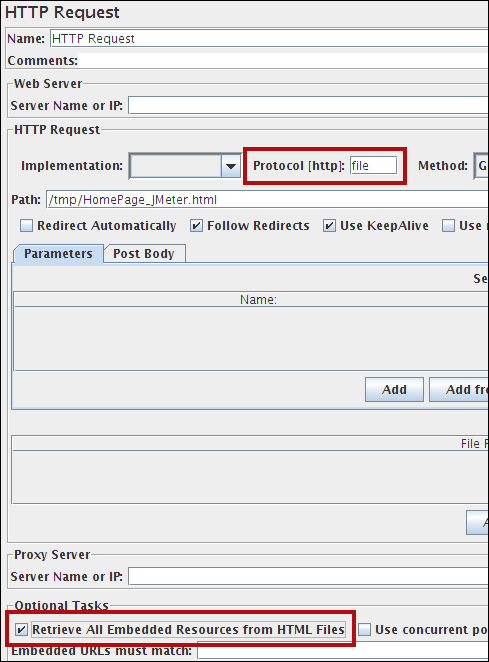 HTTP Request
Name: HTTP Request
Comments:
Web Server
Server Name or IP:
HTTP Request
Implementation: Protocol [http]: file Method: G
Path: /tmp/HomePage_JMeter.html
Redirect Automatically Follow Redirects Use KeepAlive Use
Parameters Post Body
Se
Name:
Add Add fr
File
Proxy Server
Server Name or IP:
Optional Tasks
Retrieve All Embedded Resources from HTML Files Use concurrent po
Embedded URLs must match: